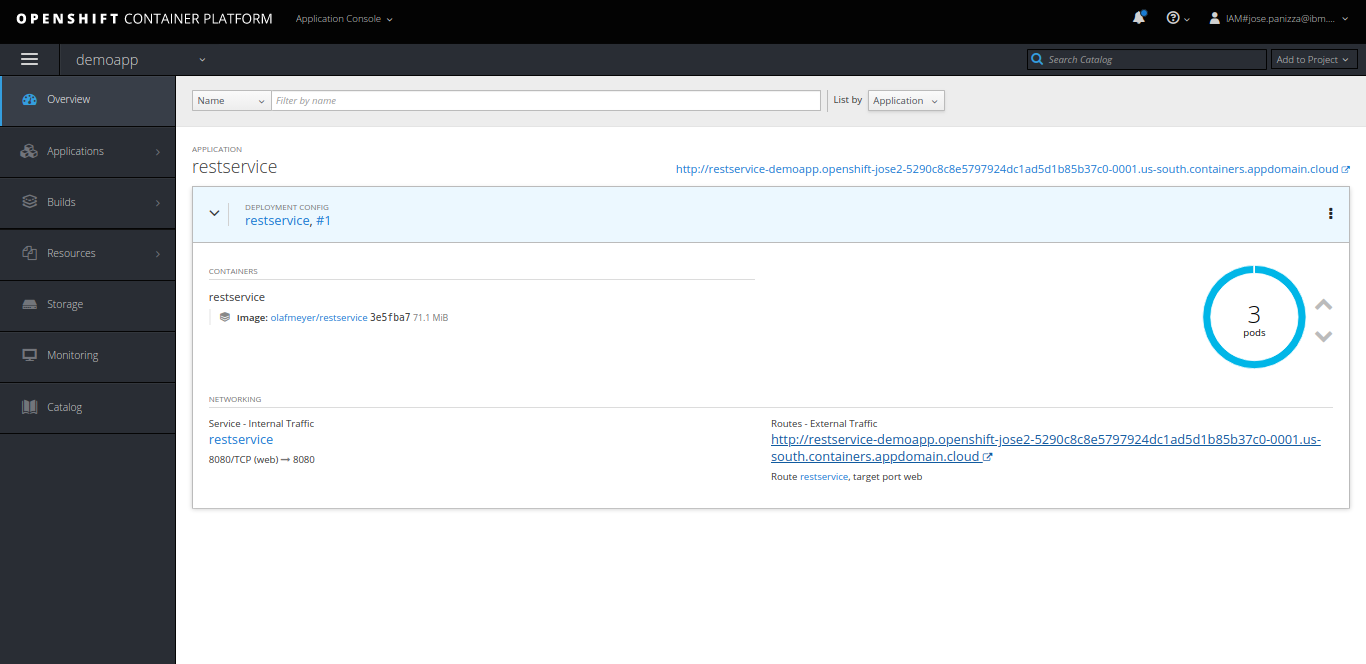 OPENSHIFT CONTAINER PLATFORM
Application Console
IAM#jose.panizza@ibm....
demoapp
Search Catalog
Add to Project
Overview
Applications
Builds
Resources
Storage
Monitoring
Catalog
Name
Filter by name
List by
Application
APPLICATION
restservice
http://restservice-demoapp.openshift-jose2-5290c8c8e5797924dc1ad5d1b85b37c0-0001.us-south.containers.appdomain.cloud
DEPLOYMENT CONFIG
restservice, #1
CONTAINERS
restservice
Image: olafmeyer/restservice 3e5fba7 71.1 MiB
3
pods
NETWORKING
Service - Internal Traffic
restservice
8080/TCP (web) → 8080
Routes - External Traffic
http://restservice-demoapp.openshift-jose2-5290c8c8e5797924dc1ad5d1b85b37c0-0001.us-
south.containers.appdomain.cloud
Route restservice, target port web